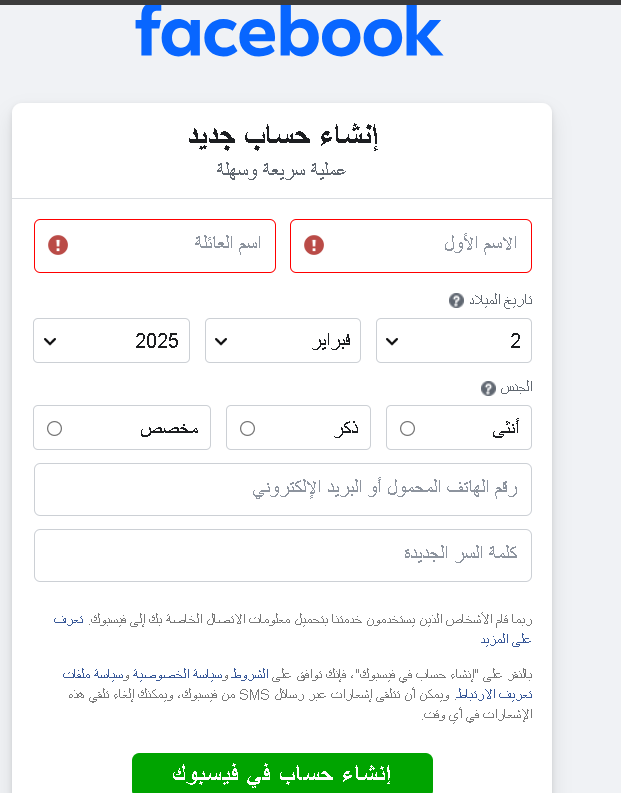 facebook
إنشاء حساب جديد
عملية سريعة وسهلة
الاسم الأول
اسم العائلة
تاريخ الميلاد
2
فبراير
2025
الجنس
أنثى
ذكر
مخصص
رقم الهاتف المحمول أو البريد الإلكتروني
كلمة السر الجديدة
ربما قام الأشخاص الذين يستخدمون خدمتنا بتحميل معلومات الاتصال الخاصة بك إلى فيسبوك. تعرف
على المزيد
بالنقر على "إنشاء حساب في فيسبوك"، فإنك توافق على الشروط وسياسة الخصوصية وسياسة ملفات
تعريف الارتباط. ويمكن أن تتلقى إشعارات عبر رسائل SMS من فيسبوك، ويمكنك إلغاء تلقي هذه
الإشعارات في أي وقت.
إنشاء حساب في فيسبوك